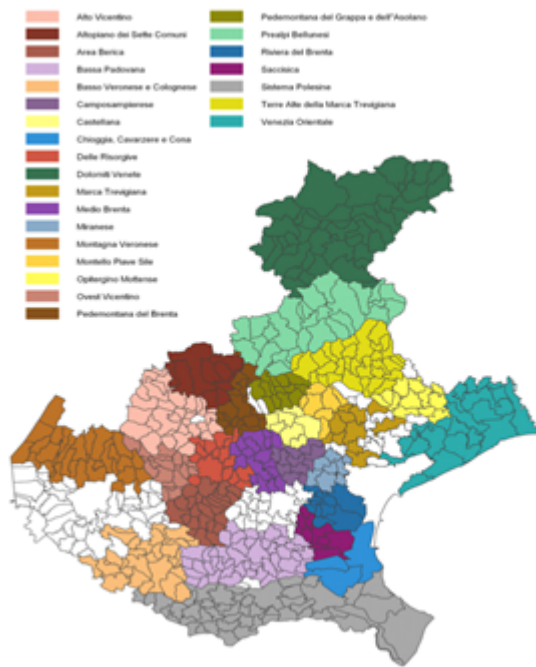 Alto Vicentino
Altopiano dei Sette Comuni
Area Berica
Bassa Padovana
Basso Veronese e Colognese
Camposampierese
Castellana
Chioggia, Cavarzere e Cona
Delle Risorgive
Dolomiti Venete
Marca Trevigiana
Medio Brenta
Miranese
Montagna Veronese
Montello Piave Sile
Opitergino Mottense
Ovest Vicentino
Pedemontana del Brenta
Pedemontana del Grappa e dell'Asolano
Prealpi Bellunesi
Riviera del Brenta
Saccisica
Sistema Polesine
Terre Alte della Marca Trevigiana
Venezia Orientale